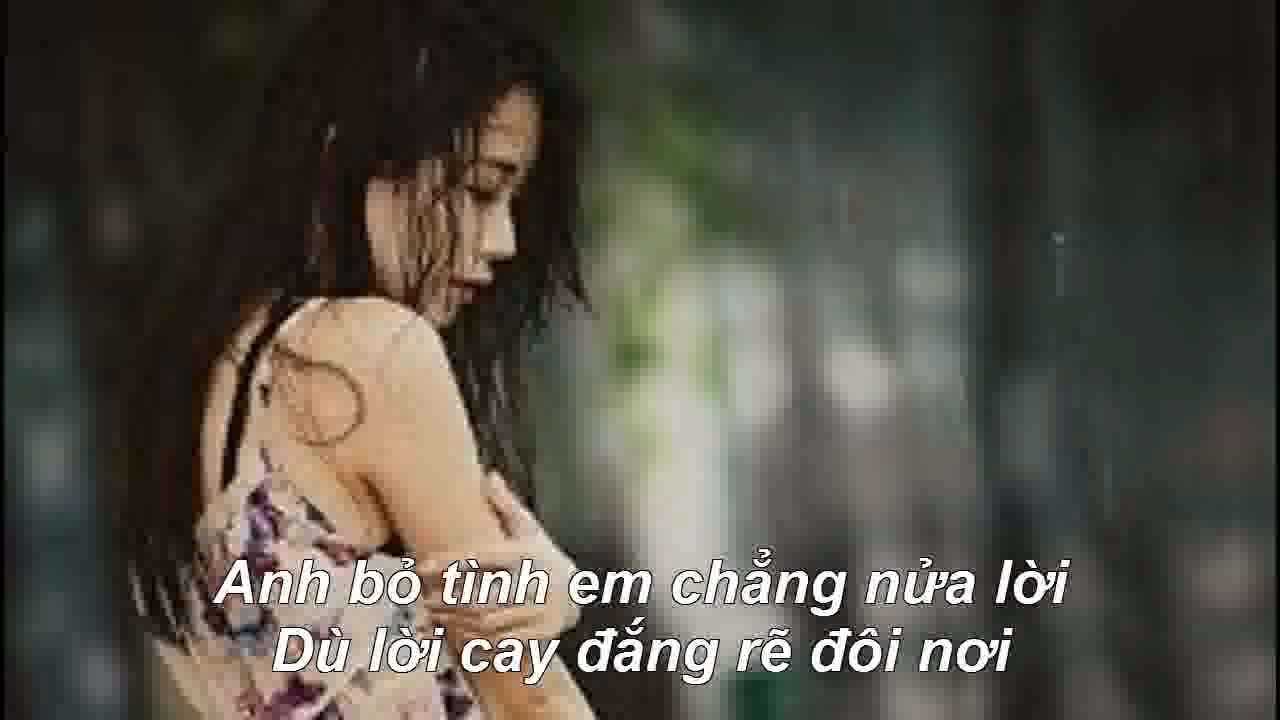 Anh bỏ tình em chẳng nửa lời
Dù lời cay đắng rẽ đôi nơi